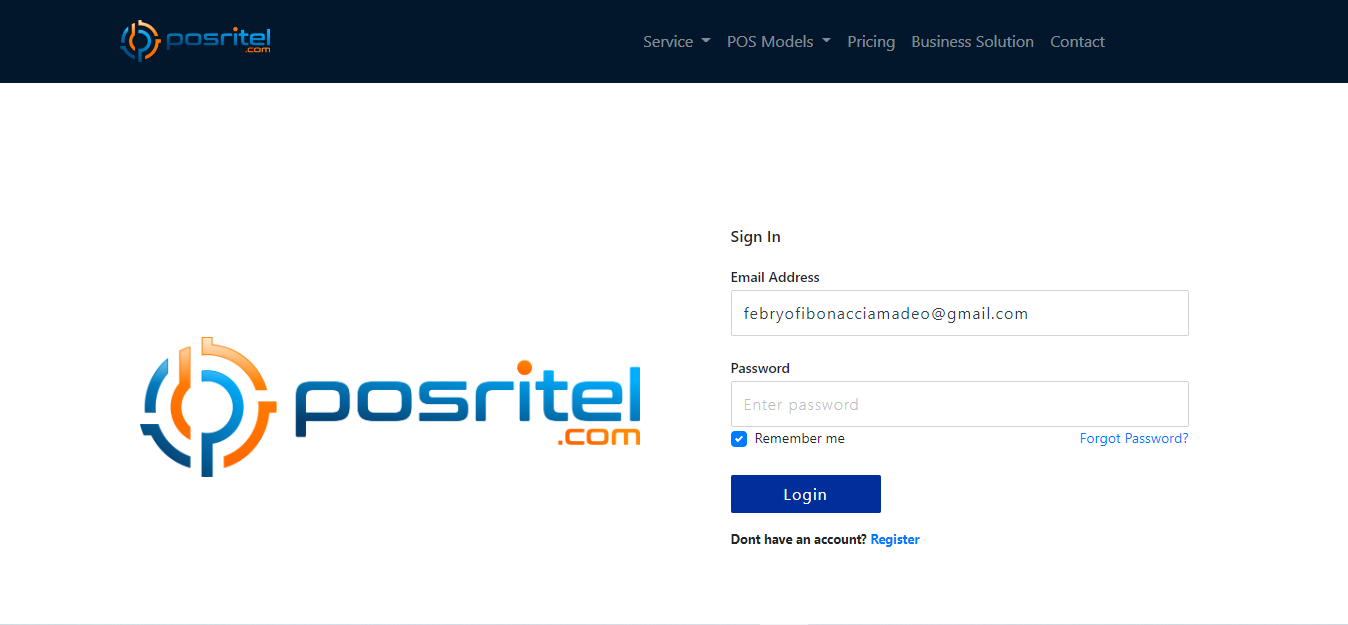 posritel
.com
Service POS Models Pricing Business Solution Contact
posritel
.com
Sign In
Email Address
febryofibonacciamadeo@gmail.com
Password
Enter password
Remember me Forgot Password?
Login
Dont have an account? Register